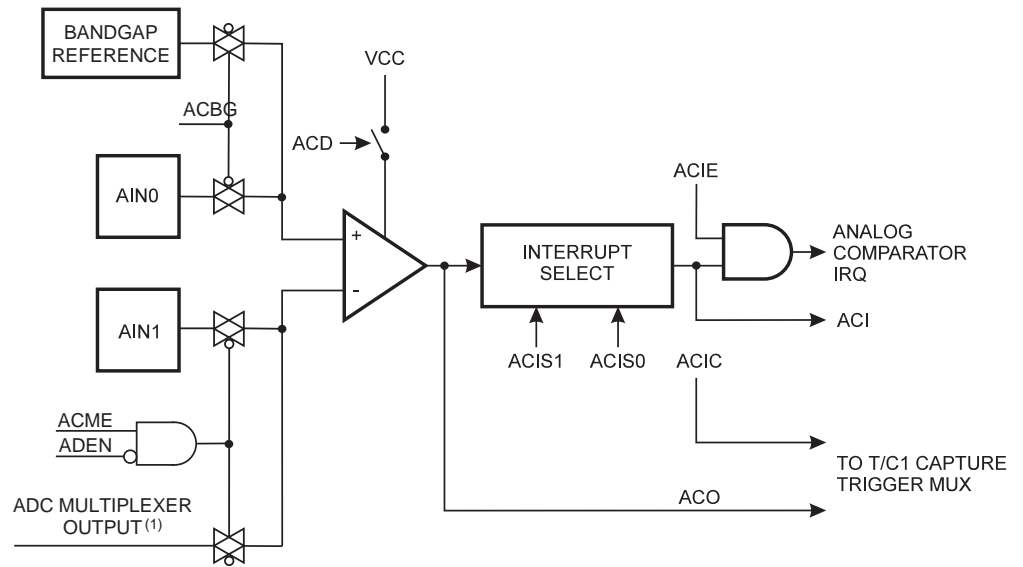 BANDGAP
REFERENCE
VCC
ACBG
ACD
AIN0
ACIE
+
INTERRUPT
SELECT
ANALOG
COMPARATOR
IRQ
-
AIN1
ACI
ACIS1
ACIS0
ACIC
ACME
ADEN
TO T/C1 CAPTURE
TRIGGER MUX
ACO
ADC MULTIPLEXER
OUTPUT (1)